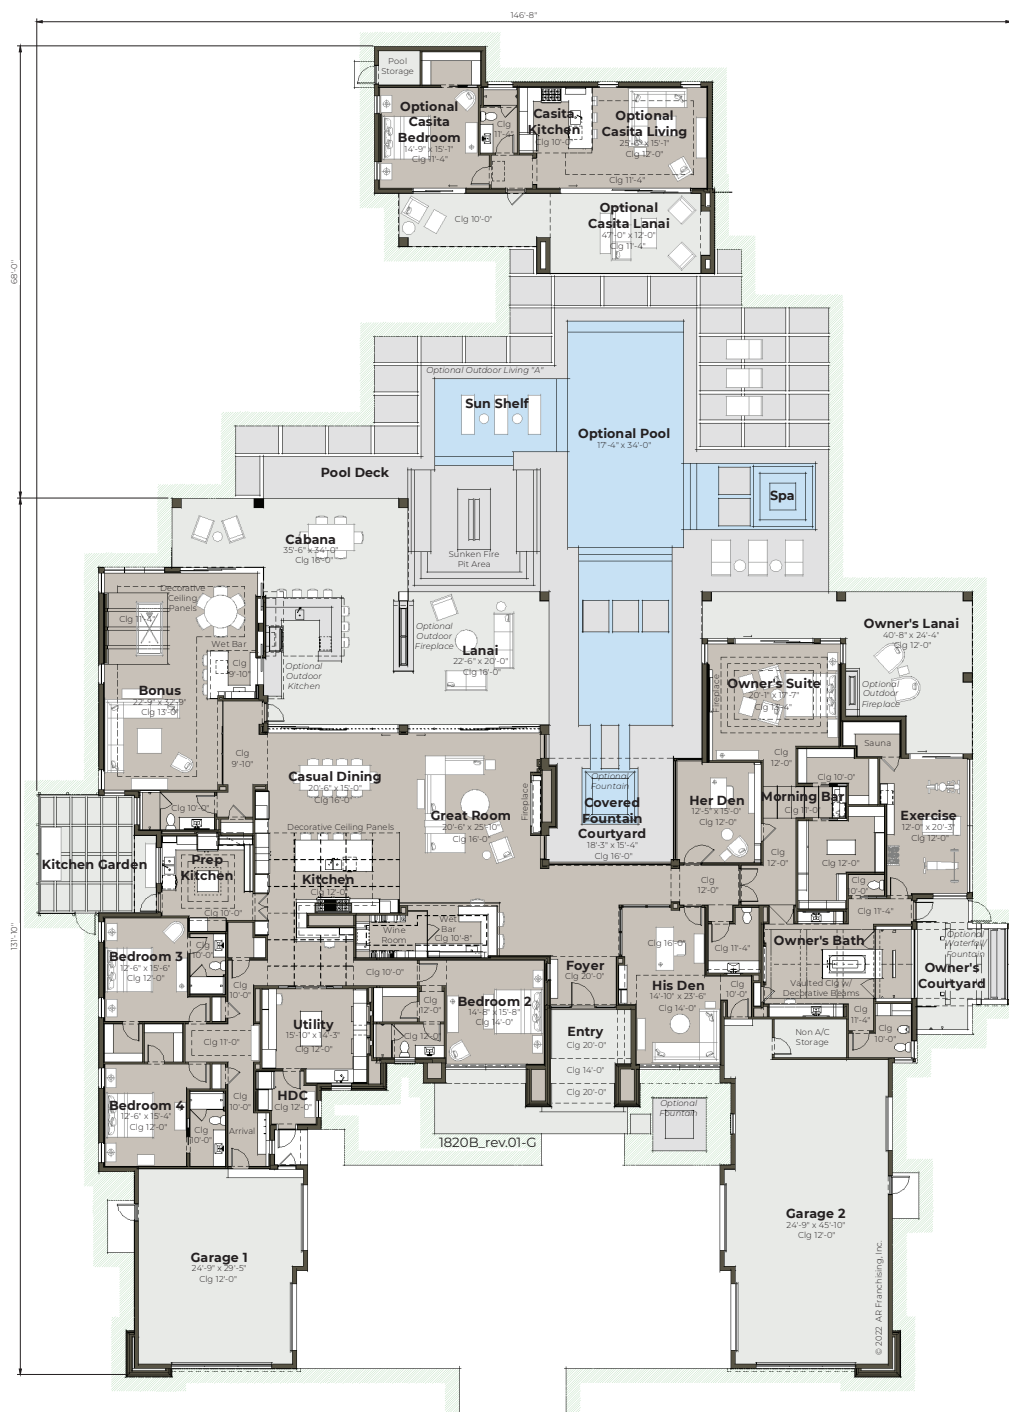 146'-8"
68'-0"
131'-10"
Pool
Storage
Optional
Casita
Bedroom
14'-9" x 15'-1"
Clg 11'-4"
Clg
11'-4"
Casita
Kitchen
Clg 10'-0"
Optional
Casita Living
25'-6" x 15'-1"
Clg 12'-0"
Clg 11'-4"
Optional
Casita Lanai
47'-0" x 12'-0"
Clg 11'-4"
Clg 10'-0"
Optional Outdoor Living "A"
Sun Shelf
Optional Pool
17'-4" x 34'-0"
Pool Deck
Spa
Cabana
35'-6" x 34'-0"
Clg 16'-0"
Sunken Fire
Pit Area
Decorative
Ceiling
Panels
Clg 11'-4"
Wet Bar
Clg
9'-10"
Bonus
22'-9" x 32'-9"
Clg 13'-0"
Optional
Outdoor
Kitchen
Optional
Outdoor
Fireplace
Lanai
22'-6" x 20'-0"
Clg 16'-0"
Owner's Lanai
40'-8" x 24'-4"
Clg 12'-0"
Owner's Suite
20'-1" x 17'-7"
Clg 13'-4"
Fireplace
Optional
Outdoor
Fireplace
Sauna
Clg
9'-10"
Clg
12'-0"
Casual Dining
20'-6" x 15'-0"
Clg 16'-0"
Great Room
20'-6" x 25'-10"
Clg 16'-0"
Fireplace
Optional
Fountain
Covered
Fountain
Courtyard
18'-3" x 15'-4"
Clg 16'-0"
Her Den
12'-5" x 15'-0"
Clg 12'-0"
Clg 10'-0"
Morning Bar
Clg 11'-0"
Exercise
12'-0" x 20'-3"
Clg 12'-0"
Clg 10'-0"
Decorative Ceiling Panels
Kitchen Garden
Prep
Kitchen
Clg 10'-0"
Kitchen
Clg 12'-0"
Clg
12'-0"
Clg 12'-0"
Clg
12'-0"
Clg
10'-0"
Clg 11'-4"
Wine
Room
Wet
Bar
Clg 10'-8"
Clg 16'-0"
Clg 11'-4"
Owner's Bath
Vaulted Clg w/
Decorative Beams
Optional
Waterfall/
Fountain
Owner's
Courtyard
Bedroom 3
12'-6" x 15'-6"
Clg 12'-0"
Clg
10'-0"
Clg
10'-0"
Clg 10'-0"
Foyer
Clg 20'-0"
His Den
14'-10" x 23'-6"
Clg 14'-0"
Clg
10'-0"
Bedroom 2
14'-8" x 15'-8"
Clg 14'-0"
Clg
12'-0"
Clg 12'-0"
Utility
15'-10" x 14'-3"
Clg 12'-0"
Clg 11'-0"
Entry
Clg 20'-0"
Clg 14'-0"
Clg 20'-0"
Non A/C
Storage
Clg
11'-4"
Clg
10'-0"
Bedroom 4
12'-6" x 15'-4"
Clg 12'-0"
Clg
10'-0"
Clg
10'-0"
HDC
Clg 12'-0"
Arrival
Optional
Fountain
1820B_rev.01-G
Garage 1
24'-9" x 29'-5"
Clg 12'-0"
Garage 2
24'-9" x 45'-10"
Clg 12'-0"
© 2022 AR Franchising, Inc.